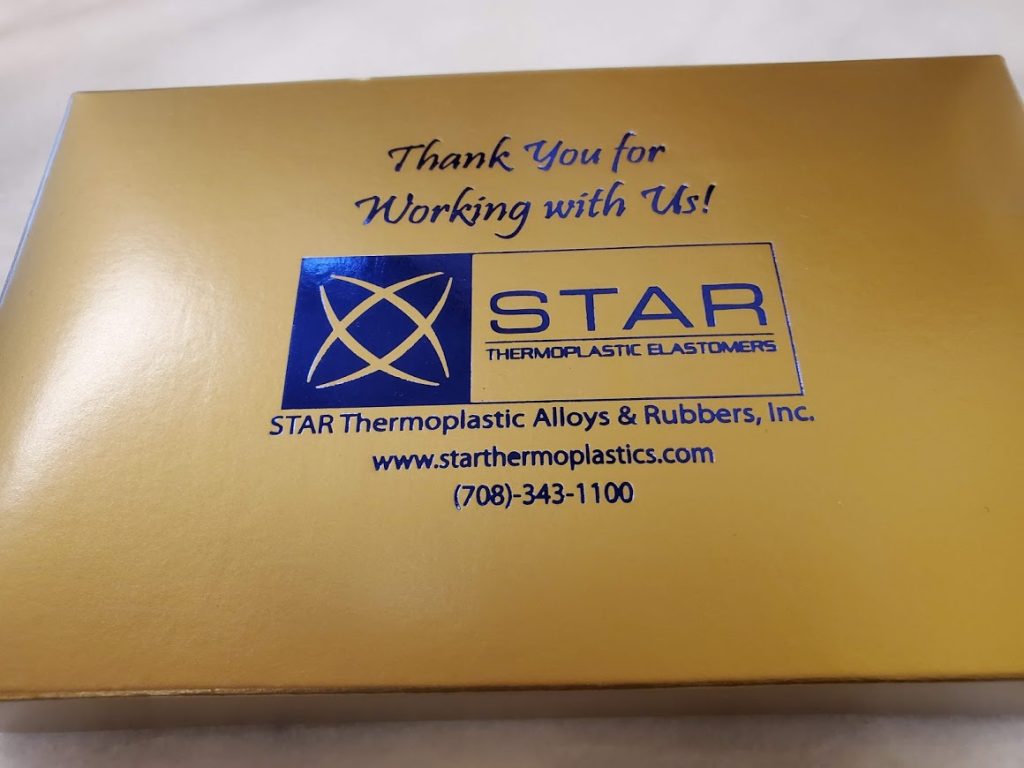 Thank You for
Working with Us!
STAR
THERMOPLASTIC ELASTOMERS
STAR Thermoplastic Alloys & Rubbers, Inc.
www.starthermoplastics.com
(708)-343-1100